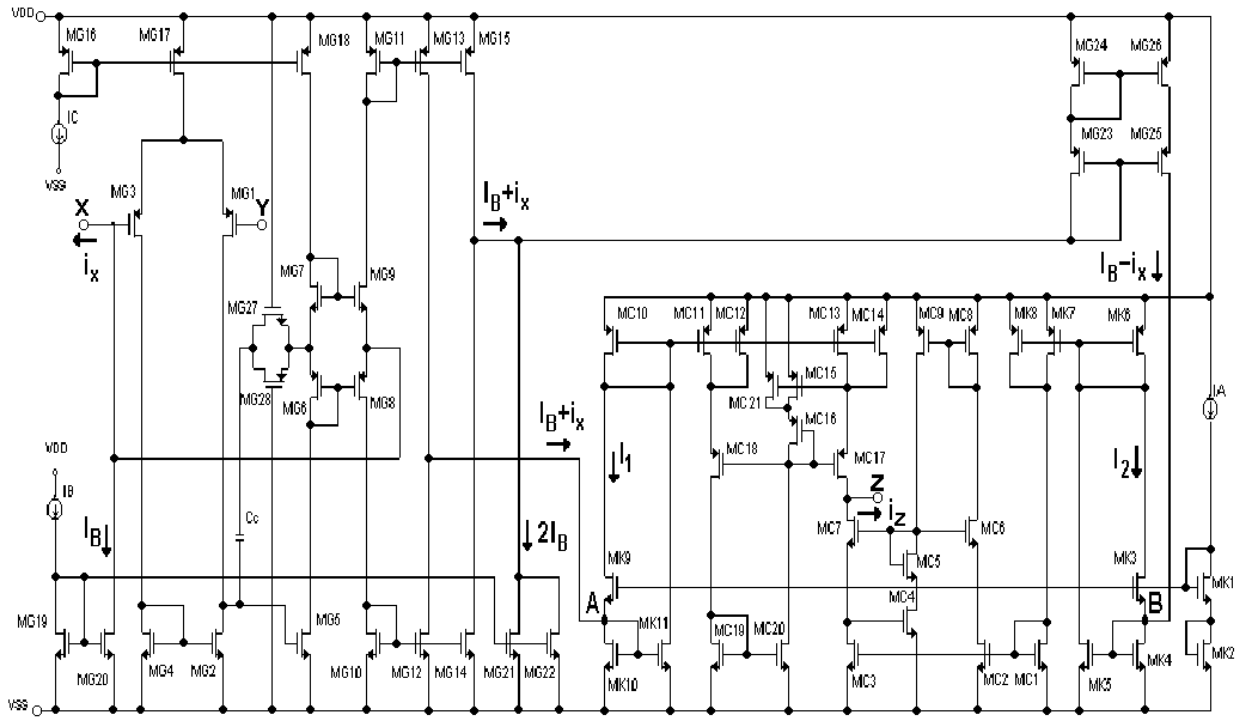 VDD
MG16
MG17
MG18
MG11
MG13
MG15
MG24
MG26
IC
VSS
MG23
MG25
MG3
MG1
X
Y
ix
IB+ix
IB-ix
MG7
MG9
MG27
MG28
MG6
MG8
MC10
MC11
MC12
MC13
MC14
MC9
MC8
MK8
MK7
MK6
MC15
MC21
MC16
IA
IB+ix
I1
MC18
MC17
I2
VDD
Z
iz
IB
Cc
IB
2IB
MC7
MC6
MC5
MK9
MK3
MK1
MC4
A
B
MG19
MG5
MK11
MC19
MC20
MK2
MG20
MG4
MG2
MG10
MG12
MG14
MG21
MG22
MK10
MC3
MC2
MC1
MK5
MK4
VSS